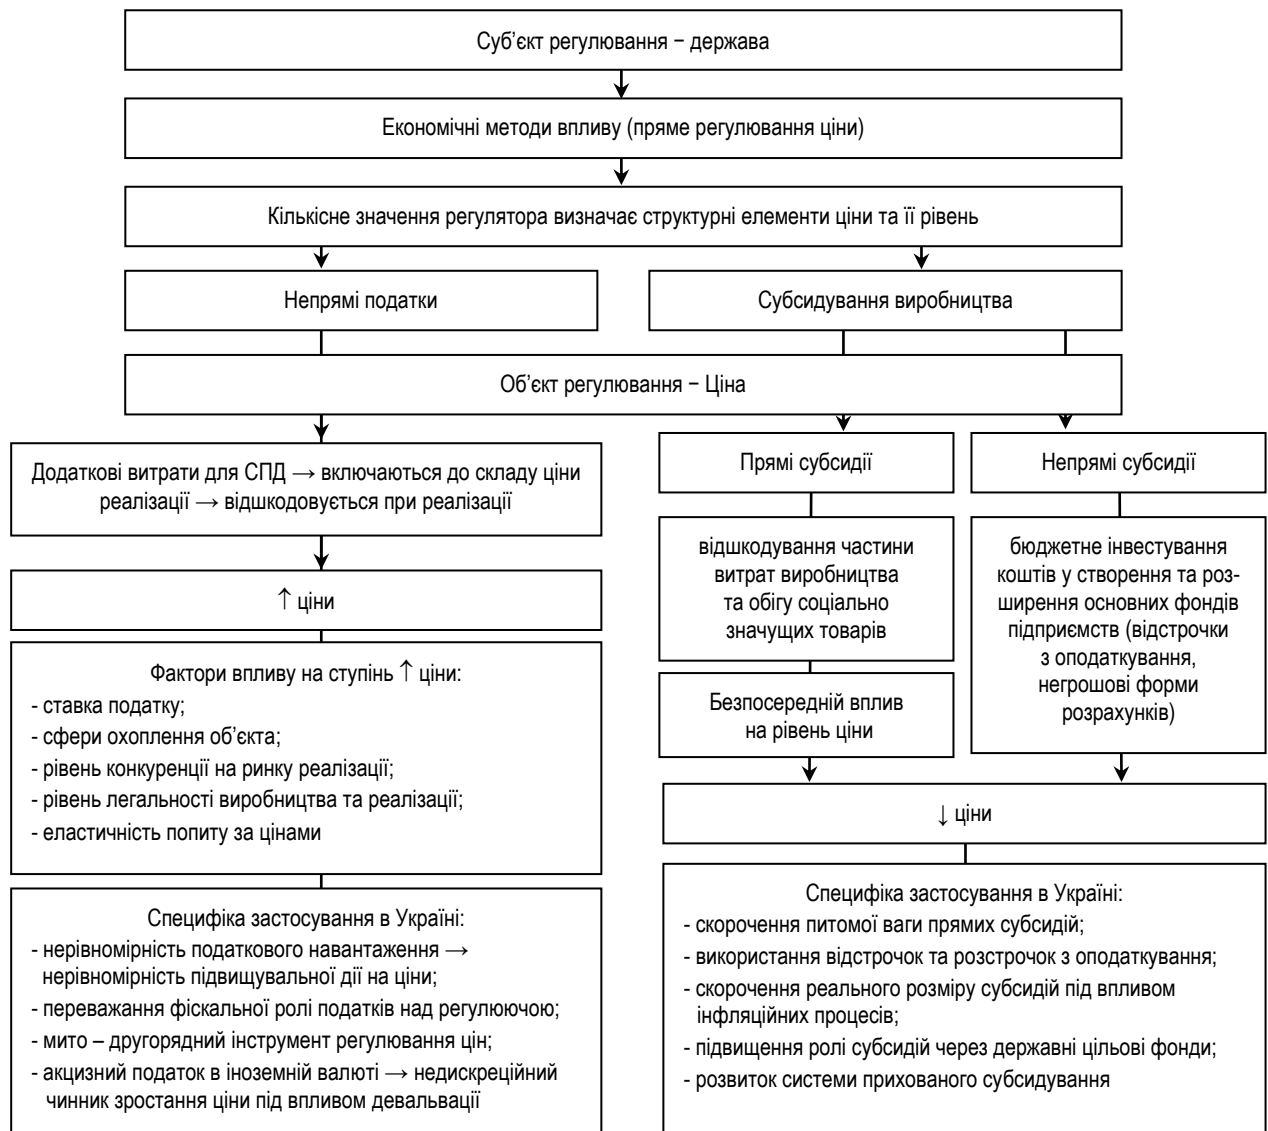 Суб’єкт регулювання – держава
Економічні методи впливу (пряме регулювання ціни)
Кількісне значення регулятора визначає структурні елементи ціни та її рівень
Непрямі податки
Субсидування виробництва
Об’єкт регулювання – Ціна
Додаткові витрати для СПД → включаються до складу ціни
реалізації → відшкодовується при реалізації
↑ ціни
Фактори впливу на ступінь ↑ ціни:
- ставка податку;
- сфери охоплення об’єкта;
- рівень конкуренції на ринку реалізації;
- рівень легальності виробництва та реалізації;
- еластичність попиту за цінами
Специфіка застосування в Україні:
- нерівномірність податкового навантаження →
нерівномірність підвищувальної дії на ціни;
- переважання фіскальної ролі податків над регулюючою;
- мито – другорядний інструмент регулювання цін;
- акцизний податок в іноземній валюті → недискреційний
чинник зростання ціни під впливом девальвації
Прямі субсидії
відшкодування частини
витрат виробництва
та обігу соціально
значущих товарів
Безпосередній вплив
на рівень ціни
Непрямі субсидії
бюджетне інвестування
коштів у створення та роз-
ширення основних фондів
підприємств (відстрочки
з оподаткування,
негрошові форми
розрахунків)
↓ ціни
Специфіка застосування в Україні:
- скорочення питомої ваги прямих субсидій;
- використання відстрочок та розстрочок з оподаткування;
- скорочення реального розміру субсидій під впливом
інфляційних процесів;
- підвищення ролі субсидій через державні цільові фонди;
- розвиток системи прихованого субсидування